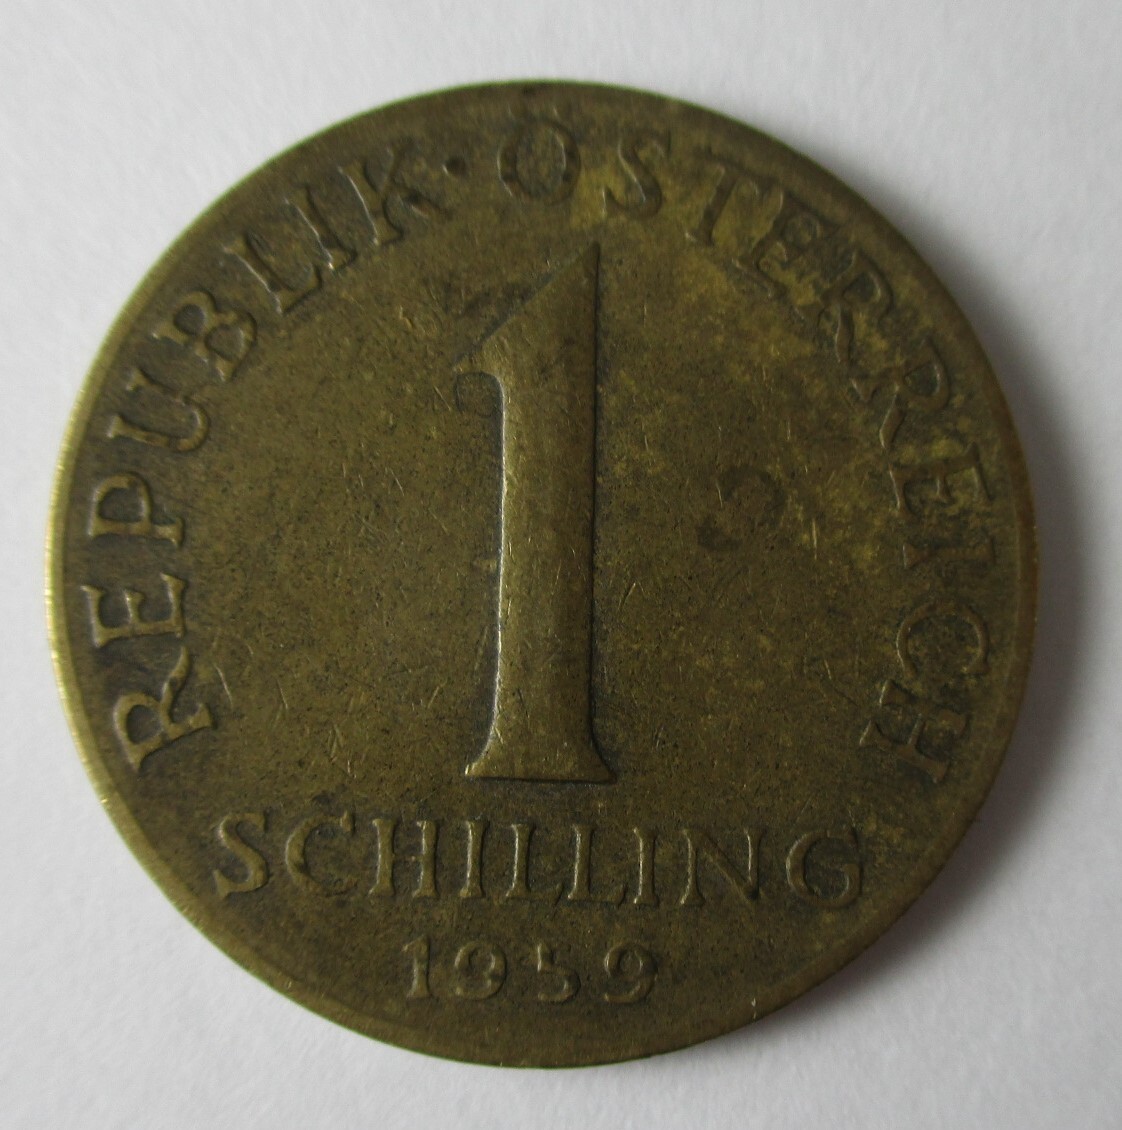 REPUBLIK · ÖSTERREICH
1
SCHILLING
1959